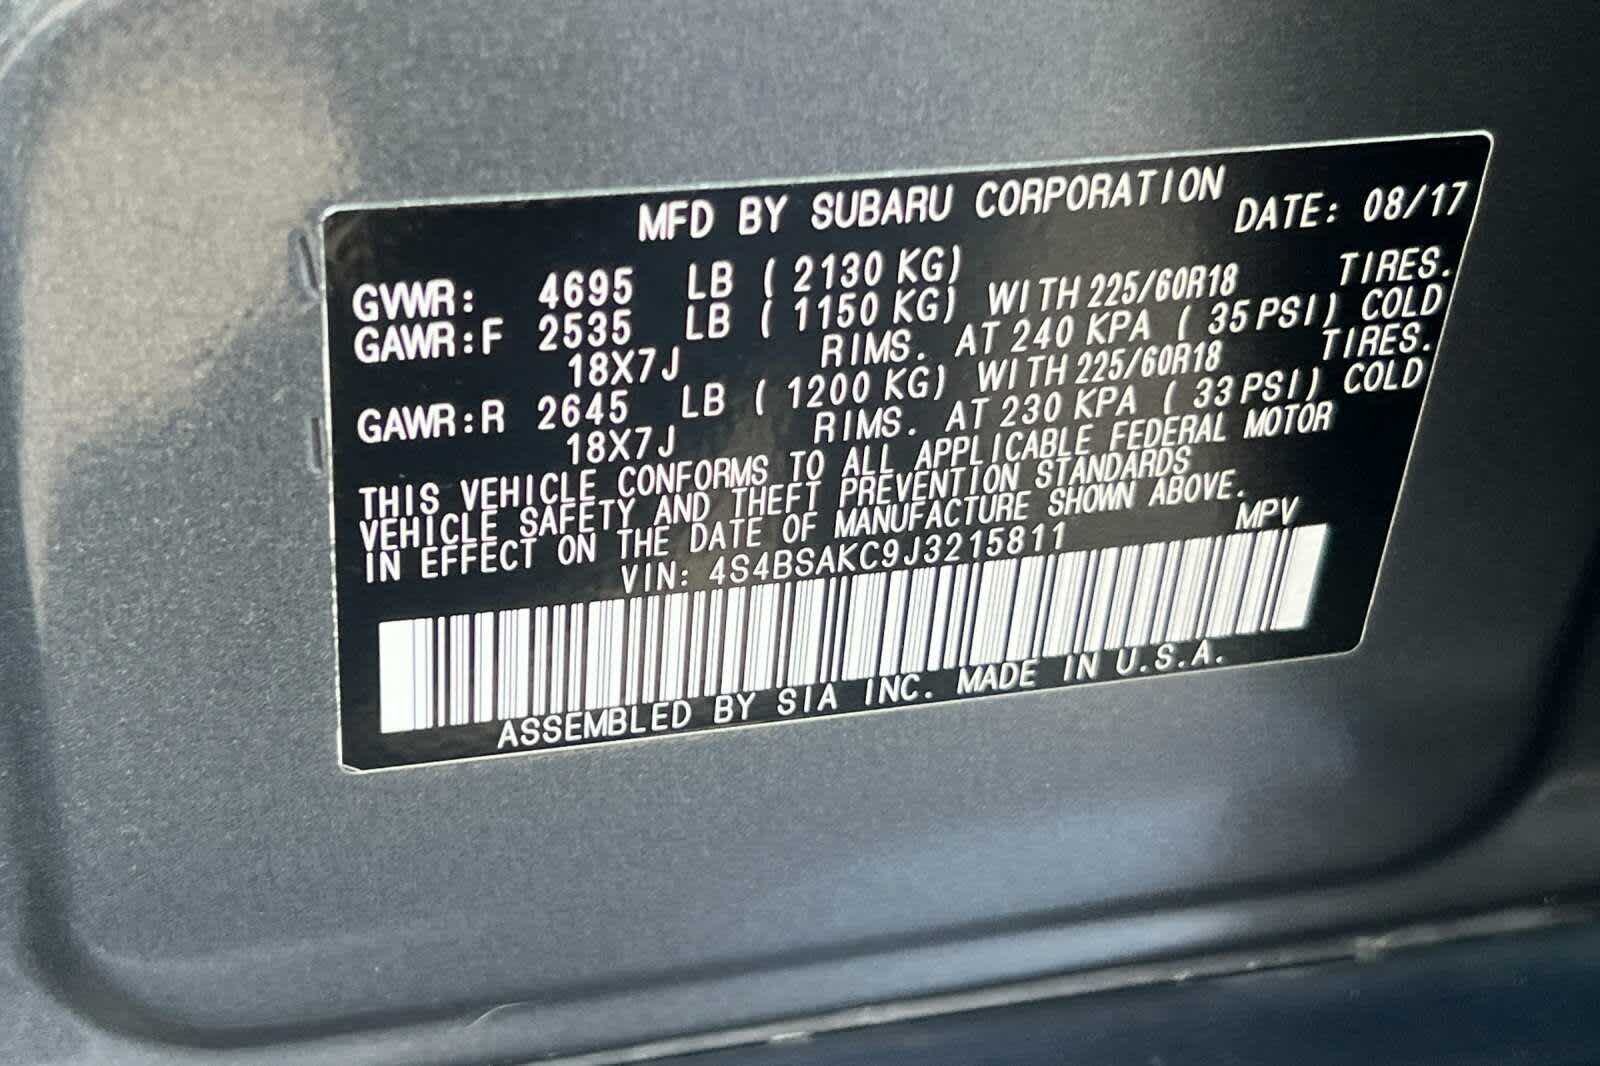 MFD BY SUBARU CORPORATION DATE: 08/17
GVWR: 4695 LB ( 2130 KG)
GAWR:F 2535 LB ( 1150 KG) WITH 225/60R18 TIRES.
18X7J RIMS. AT 240 KPA ( 35 PSI) COLD
GAWR:R 2645 LB ( 1200 KG) WITH 225/60R18 TIRES.
18X7J RIMS. AT 230 KPA ( 33 PSI) COLD
THIS VEHICLE CONFORMS TO ALL APPLICABLE FEDERAL MOTOR
VEHICLE SAFETY AND THEFT PREVENTION STANDARDS
IN EFFECT ON THE DATE OF MANUFACTURE SHOWN ABOVE.
VIN: 4S4BSAKC9J3215811 MPV
ASSEMBLED BY SIA INC. MADE IN U.S.A.